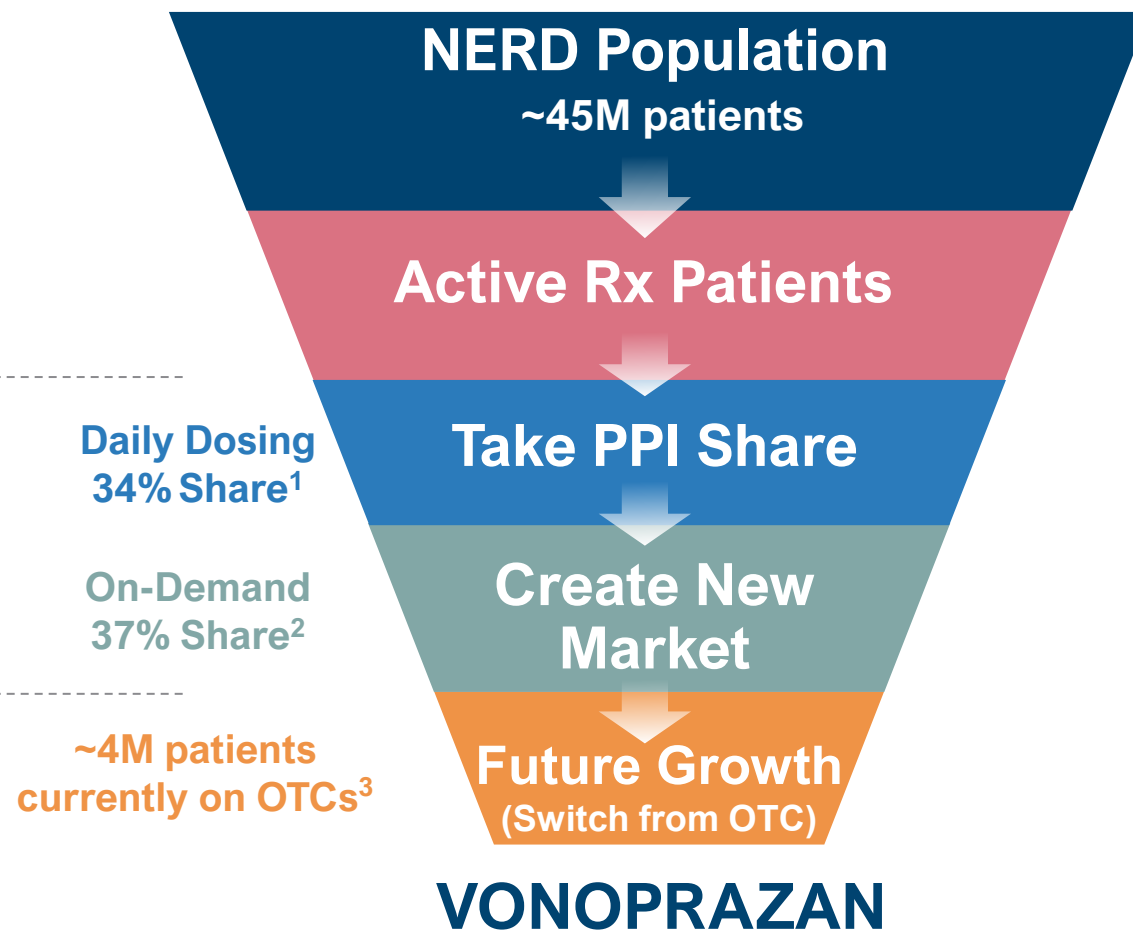 NERD Population
~45M patients
Active Rx Patients
Daily Dosing
34% Share¹
Take PPI Share
On-Demand
37% Share²
Create New
Market
~4M patients
currently on OTCs³
Future Growth
(Switch from OTC)
VONOPRAZAN